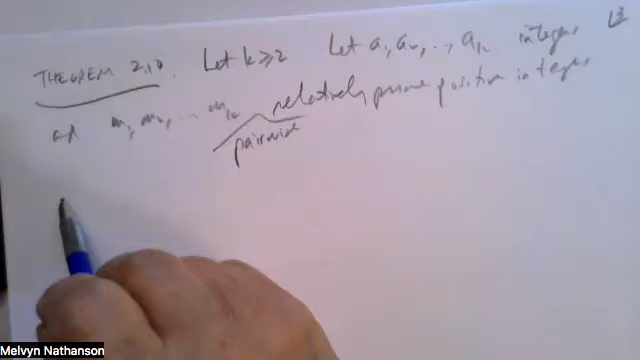 THEOREM 2.10. Let k ≥ 2 Let a₁, a₂, ..., aₖ integers 13
and m₁, m₂, ... mₖ relatively prime positive integers
pairwise
Melvyn Nathanson